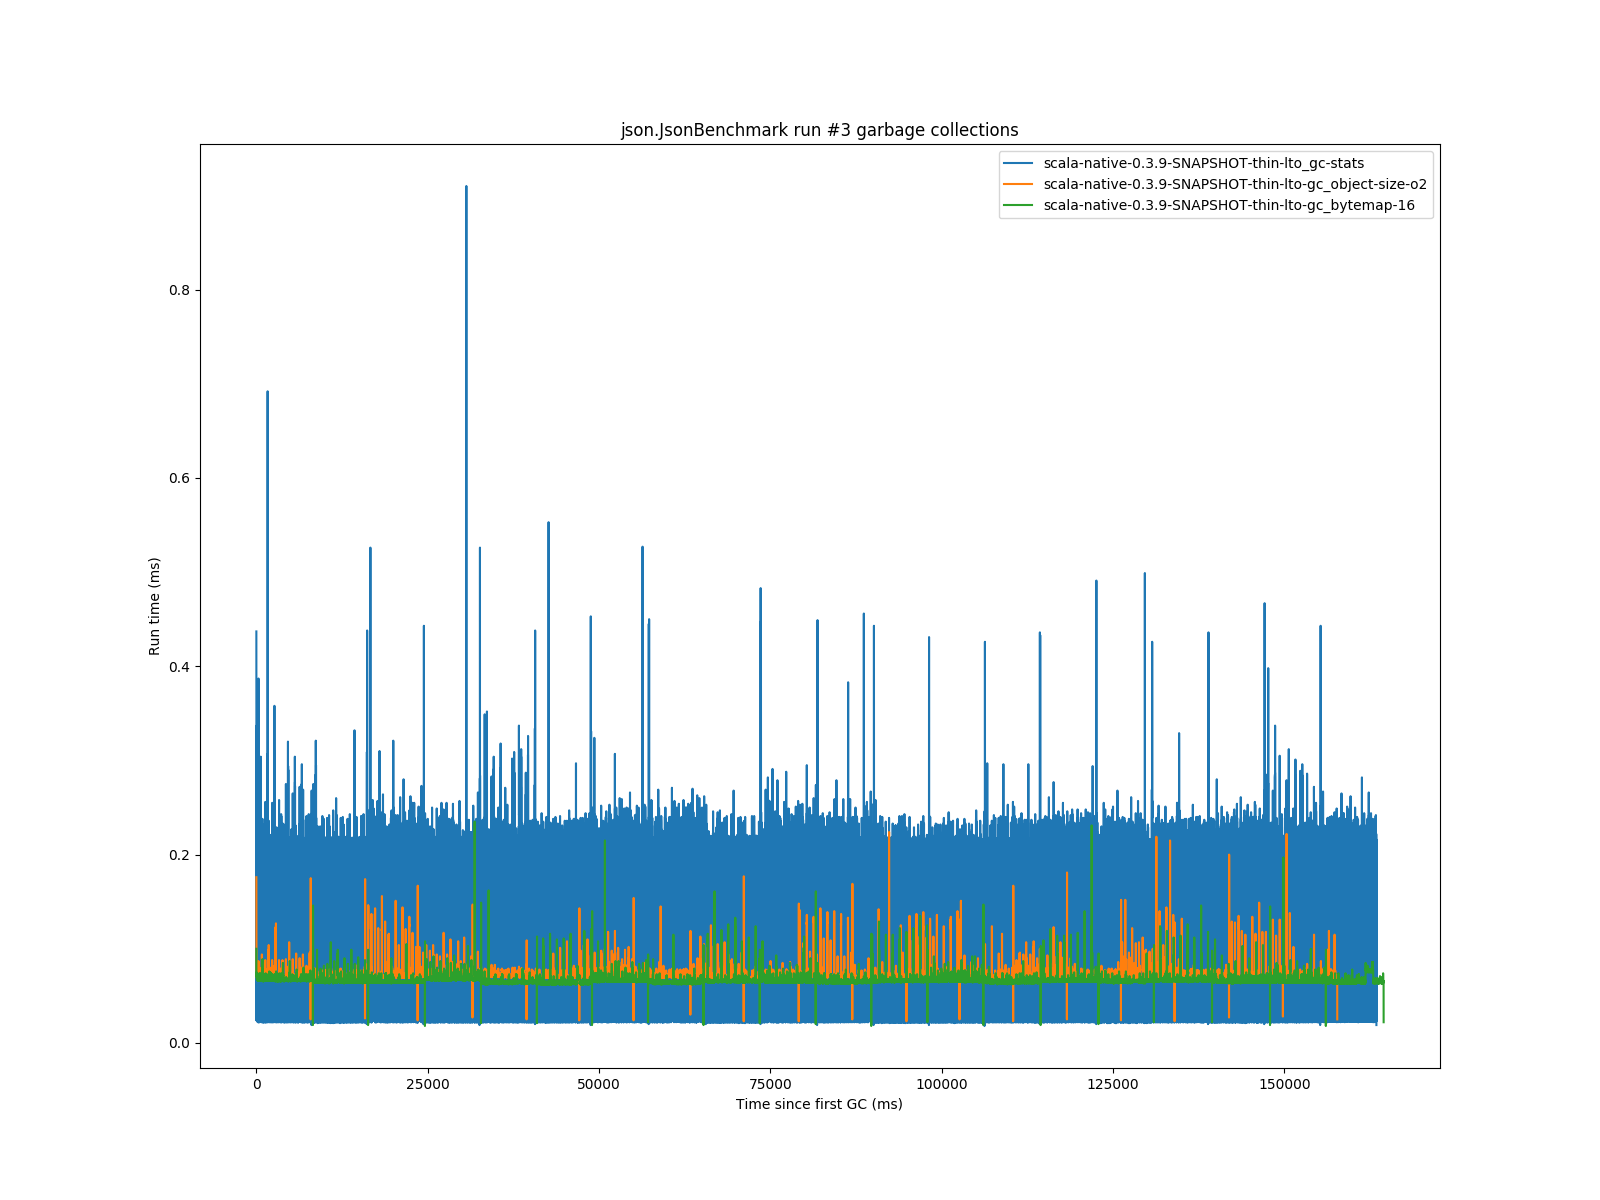 json.JsonBenchmark run #3 garbage collections
scala-native-0.3.9-SNAPSHOT-thin-lto_gc-stats
scala-native-0.3.9-SNAPSHOT-thin-lto-gc_object-size-o2
scala-native-0.3.9-SNAPSHOT-thin-lto-gc_bytemap-16
Run time (ms)
0.8
0.6
0.4
0.2
0.0
0 25000 50000 75000 100000 125000 150000
Time since first GC (ms)